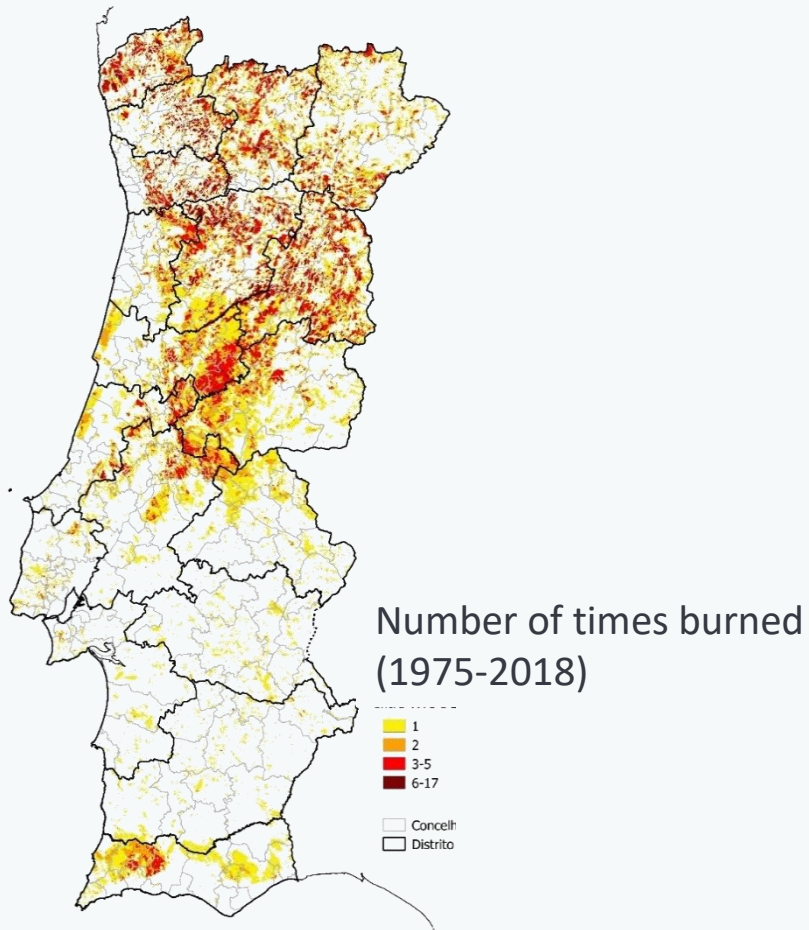 Number of times burned
(1975-2018)
1
2
3-5
6-17
Concelh
Distrito